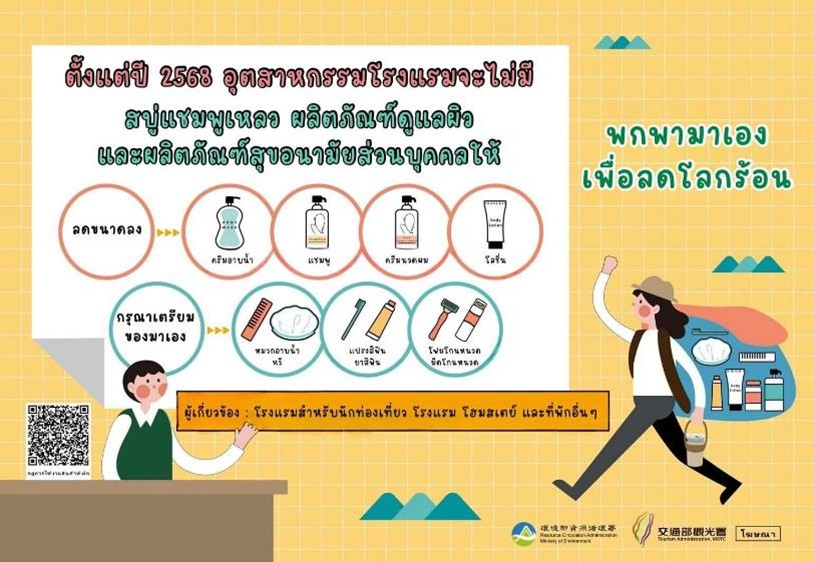 ตั้งแต่ปี 2568 อุตสาหกรรมโรงแรมจะไม่มี
สบู่แชมพูเหลว ผลิตภัณฑ์ดูแลผิว
และผลิตภัณฑ์สุขอนามัยส่วนบุคคลให้
พกพามาเอง
เพื่อลดโลกร้อน
ลดขนาดลง
ครีมอาบน้ำ
แชมพู
ครีมนวดผม
body
Lotion
โลชั่น
กรุณาเตรียม
ของมาเอง
หมวกอาบน้ำ
หวี
แปรงสีฟัน
ยาสีฟัน
โฟมโกนหนวด
มีดโกนหนวด
ผู้เกี่ยวข้อง : โรงแรมสำหรับนักท่องเที่ยว โรงแรม โฮมสเตย์ และที่พักอื่นๆ
body
Lotion
環境部資源循環署
Resource Circulation Administration
Ministry of Environment
交通部觀光署
Tourism Administration, MOTC
โฆษณา